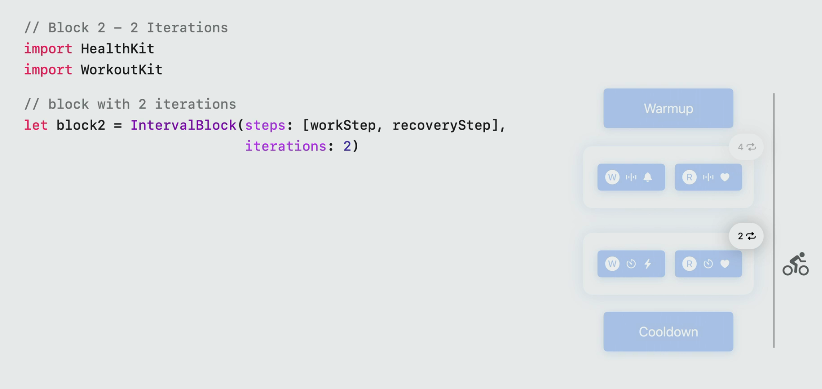 // Block 2 – 2 Iterations
import HealthKit
import WorkoutKit
// block with 2 iterations
let block2 = IntervalBlock(steps: [workStep, recoveryStep],
iterations: 2)
Warmup
4
W
R
2
W
R
Cooldown